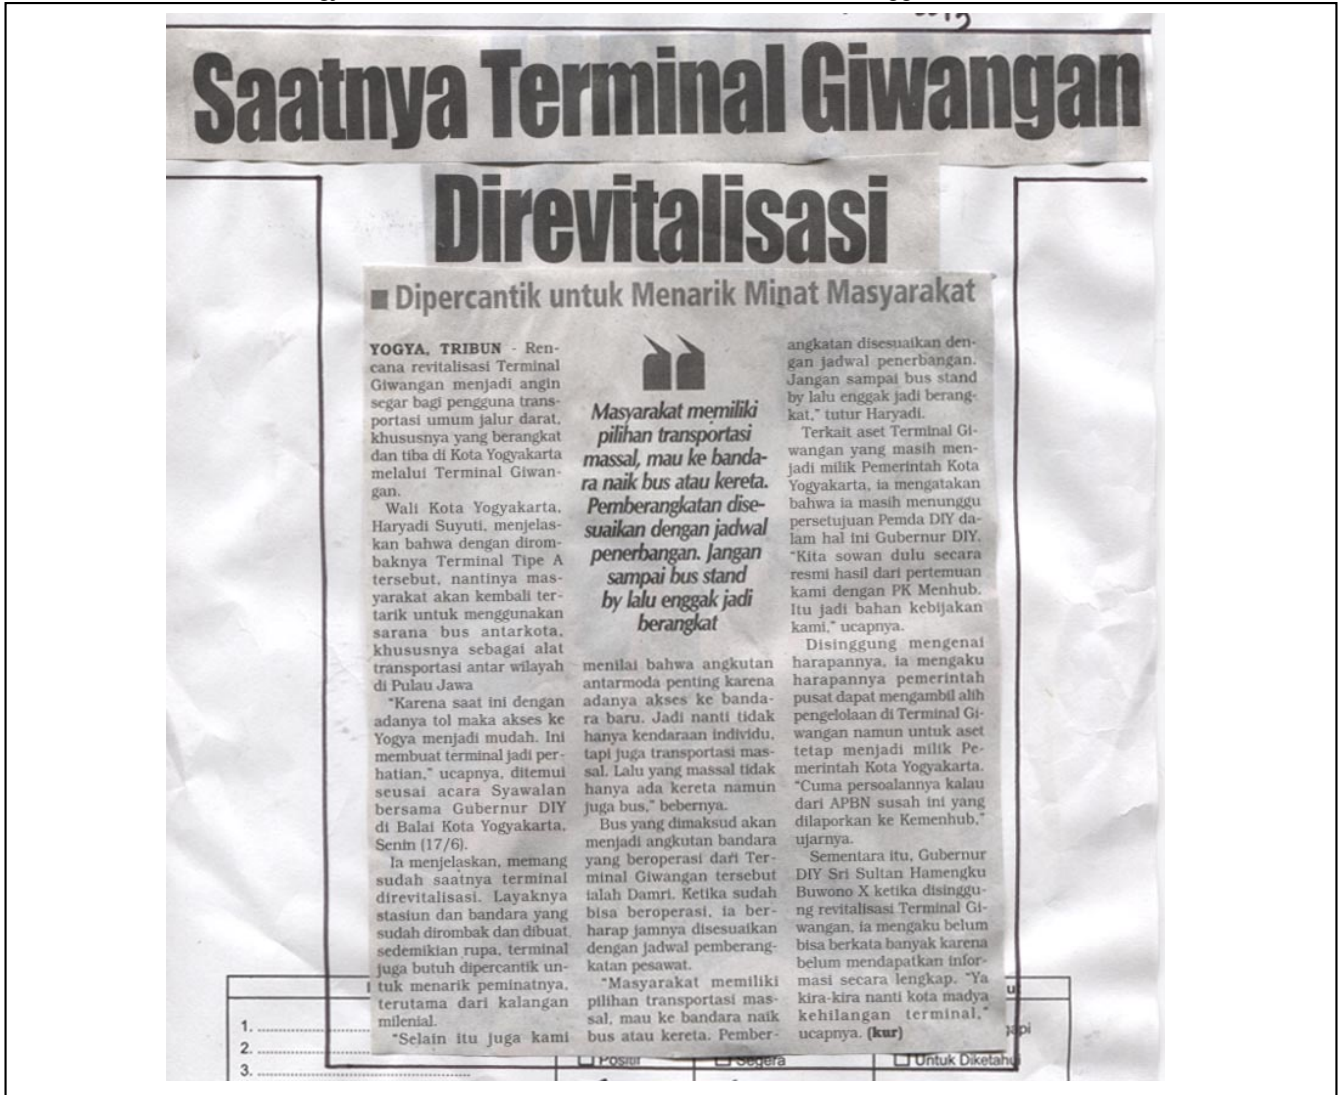 Saatnya Terminal Giwangan
Direvitalisasi
■ Dipercantik untuk Menarik Minat Masyarakat
YOGYA, TRIBUN - Ren-
cana revitalisasi Terminal
Giwangan menjadi angin
segar bagi pengguna trans-
portasi umum jalur darat,
khususnya yang berangkat
dan tiba di Kota Yogyakarta
melalui Terminal Giwan-
gan.
Wali Kota Yogyakarta,
Haryadi Suyuti, menjelas-
kan bahwa dengan dirom-
baknya Terminal Tipe A
tersebut, nantinya mas-
yarakat akan kembali ter-
tarik untuk menggunakan
sarana bus antarkota,
khususnya sebagai alat
transportasi antar wilayah
di Pulau Jawa
"Karena saat ini dengan
adanya tol maka akses ke
Yogya menjadi mudah. Ini
membuat terminal jadi per-
hatian," ucapnya, ditemui
seusai acara Syawalan
bersama Gubernur DIY
di Balai Kota Yogyakarta,
Senin (17/6).
Ia menjelaskan, memang
sudah saatnya terminal
direvitalisasi. Layaknya
stasiun dan bandara yang
sudah dirombak dan dibuat
sedemikian rupa, terminal
juga butuh dipercantik un-
tuk menarik peminatnya,
terutama dari kalangan
milenial.
"Selain itu juga kami
Masyarakat memiliki
pilihan transportasi
massal, mau ke banda-
ra naik bus atau kereta.
Pemberangkatan dise-
suaikan dengan jadwal
penerbangan. Jangan
sampai bus stand
by lalu enggak jadi
berangkat
menilai bahwa angkutan
antarmoda penting karena
adanya akses ke banda-
ra baru. Jadi nanti tidak
hanya kendaraan individu,
tapi juga transportasi mas-
sal. Lalu yang massal tidak
hanya ada kereta namun
juga bus," bebernya.
Bus yang dimaksud akan
menjadi angkutan bandara
yang beroperasi dari Ter-
minal Giwangan tersebut
ialah Damri. Ketika sudah
bisa beroperasi, ia ber-
harap jamnya disesuaikan
dengan jadwal pemberang-
katan pesawat.
"Masyarakat memiliki
pilihan transportasi mas-
sal, mau ke bandara naik
bus atau kereta. Pember-
angkatan disesuaikan den-
gan jadwal penerbangan.
Jangan sampai bus stand
by lalu enggak jadi berang-
kat," tutur Haryadi.
Terkait aset Terminal Gi-
wangan yang masih men-
jadi milik Pemerintah Kota
Yogyakarta, ia mengatakan
bahwa ia masih menunggu
persetujuan Pemda DIY da-
lam hal ini Gubernur DIY.
"Kita sowan dulu secara
resmi hasil dari pertemuan
kami dengan PK Menhub.
Itu jadi bahan kebijakan
kami," ucapnya.
Disinggung mengenai
harapannya, ia mengaku
harapannya pemerintah
pusat dapat mengambil alih
pengelolaan di Terminal Gi-
wangan namun untuk aset
tetap menjadi milik Pe-
merintah Kota Yogyakarta.
"Cuma persoalannya kalau
dari APBN susah ini yang
dilaporkan ke Kemenhub,"
ujarnya.
Sementara itu, Gubernur
DIY Sri Sultan Hamengku
Buwono X ketika disinggu-
ng revitalisasi Terminal Gi-
wangan, ia mengaku belum
bisa berkata banyak karena
belum mendapatkan infor-
masi secara lengkap. "Ya
kira-kira nanti kota madya
kehilangan terminal,"
ucapnya. (kur)
1. ..........
2. ..........
3. ..........
Positif
Segera
Untuk Diketahui